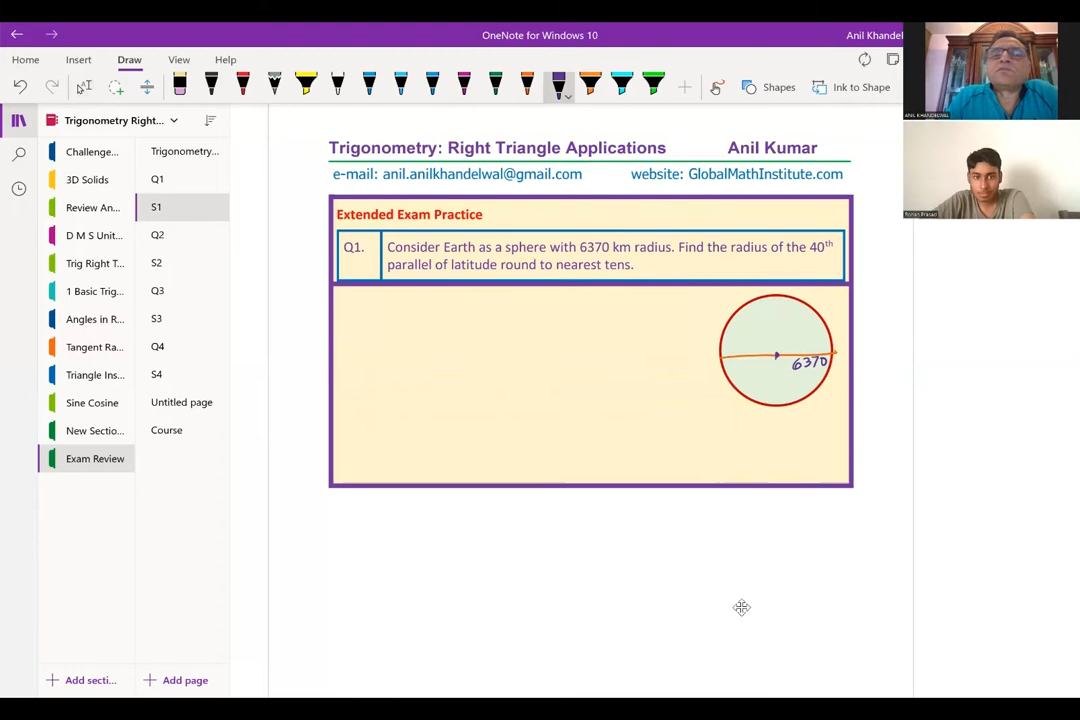 OneNote for Windows 10
Anil Khandel
Home Insert Draw View Help
Shapes Ink to Shape
ANIL KHANDELWAL
Rohan Prasad
Trigonometry Right...
Challenge...
3D Solids
Review An...
D M S Unit...
Trig Right T...
1 Basic Trig...
Angles in R...
Tangent Ra...
Triangle Ins...
Sine Cosine
New Sectio...
Exam Review
Add secti...
Trigonometry...
Q1
S1
Q2
S2
Q3
S3
Q4
S4
Untitled page
Course
Add page
Trigonometry: Right Triangle Applications Anil Kumar
e-mail: anil.anilkhandelwal@gmail.com website: GlobalMathInstitute.com
Extended Exam Practice
Q1. Consider Earth as a sphere with 6370 km radius. Find the radius of the 40th
parallel of latitude round to nearest tens.
6370